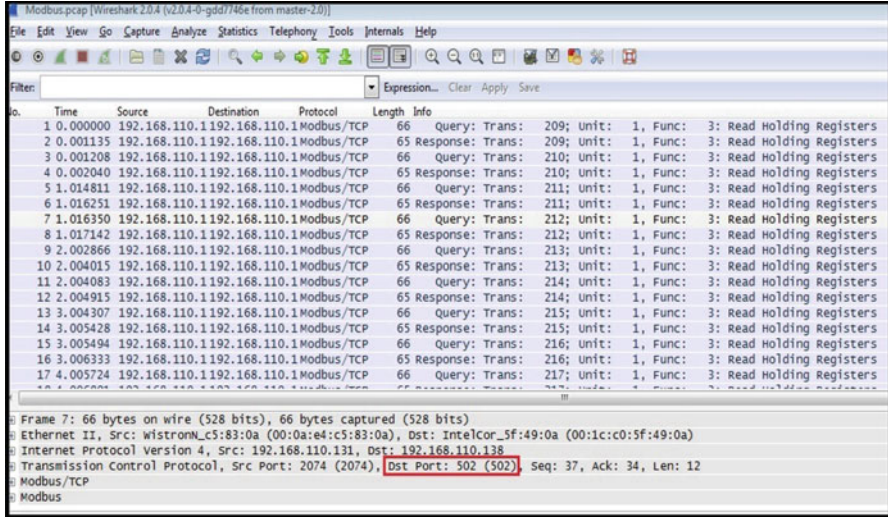 Modbus.pcap [Wireshark 2.0.4 (v2.0.4-0-gdd7746e from master-2.0)]
File Edit View Go Capture Analyze Statistics Telephony Tools Internals Help
Filter: Expression... Clear Apply Save
No. Time Source Destination Protocol Length Info
1 0.000000 192.168.110.1 192.168.110.1 Modbus/TCP 66 Query: Trans: 209; Unit: 1, Func: 3: Read Holding Registers
2 0.001135 192.168.110.1 192.168.110.1 Modbus/TCP 65 Response: Trans: 209; Unit: 1, Func: 3: Read Holding Registers
3 0.001208 192.168.110.1 192.168.110.1 Modbus/TCP 66 Query: Trans: 210; Unit: 1, Func: 3: Read Holding Registers
4 0.002040 192.168.110.1 192.168.110.1 Modbus/TCP 65 Response: Trans: 210; Unit: 1, Func: 3: Read Holding Registers
5 1.014811 192.168.110.1 192.168.110.1 Modbus/TCP 66 Query: Trans: 211; Unit: 1, Func: 3: Read Holding Registers
6 1.016251 192.168.110.1 192.168.110.1 Modbus/TCP 65 Response: Trans: 211; Unit: 1, Func: 3: Read Holding Registers
7 1.016350 192.168.110.1 192.168.110.1 Modbus/TCP 66 Query: Trans: 212; Unit: 1, Func: 3: Read Holding Registers
8 1.017142 192.168.110.1 192.168.110.1 Modbus/TCP 65 Response: Trans: 212; Unit: 1, Func: 3: Read Holding Registers
9 2.002866 192.168.110.1 192.168.110.1 Modbus/TCP 66 Query: Trans: 213; Unit: 1, Func: 3: Read Holding Registers
10 2.004015 192.168.110.1 192.168.110.1 Modbus/TCP 65 Response: Trans: 213; Unit: 1, Func: 3: Read Holding Registers
11 2.004083 192.168.110.1 192.168.110.1 Modbus/TCP 66 Query: Trans: 214; Unit: 1, Func: 3: Read Holding Registers
12 2.004915 192.168.110.1 192.168.110.1 Modbus/TCP 65 Response: Trans: 214; Unit: 1, Func: 3: Read Holding Registers
13 3.004307 192.168.110.1 192.168.110.1 Modbus/TCP 66 Query: Trans: 215; Unit: 1, Func: 3: Read Holding Registers
14 3.005428 192.168.110.1 192.168.110.1 Modbus/TCP 65 Response: Trans: 215; Unit: 1, Func: 3: Read Holding Registers
15 3.005494 192.168.110.1 192.168.110.1 Modbus/TCP 66 Query: Trans: 216; Unit: 1, Func: 3: Read Holding Registers
16 3.006333 192.168.110.1 192.168.110.1 Modbus/TCP 65 Response: Trans: 216; Unit: 1, Func: 3: Read Holding Registers
17 4.005724 192.168.110.1 192.168.110.1 Modbus/TCP 66 Query: Trans: 217; Unit: 1, Func: 3: Read Holding Registers
Frame 7: 66 bytes on wire (528 bits), 66 bytes captured (528 bits)
Ethernet II, Src: WistronN_c5:83:0a (00:0a:e4:c5:83:0a), Dst: IntelCor_5f:49:0a (00:1c:c0:5f:49:0a)
Internet Protocol Version 4, Src: 192.168.110.131, Dst: 192.168.110.138
Transmission Control Protocol, Src Port: 2074 (2074), Dst Port: 502 (502), Seq: 37, Ack: 34, Len: 12
Modbus/TCP
Modbus